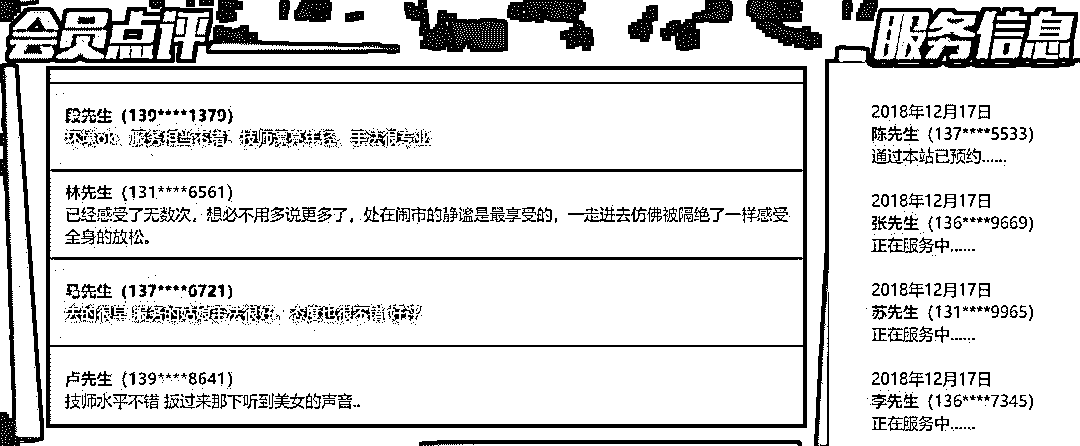 会员点评
段先生（139****1379）
环境ok、服务相当不错、技师漂亮年轻、手法很专业
林先生（131****6561）
已经感受了无数次，想必不用多说更多了，处在闹市的静谧是最享受的，一走进去仿佛被隔绝了一样感受
全身的放松。
马先生（137****6721）
去的很早 服务的姑娘手法很好，态度也很不错 好评
卢先生（139****8641）
技师水平不错 扳过来那下听到美女的声音..
服务信息
2018年12月17日
陈先生（137****5533）
通过本站已预约......
2018年12月17日
张先生（136****9669）
正在服务中......
2018年12月17日
苏先生（131****9965）
正在服务中......
2018年12月17日
李先生（136****7345）
正在服务中......